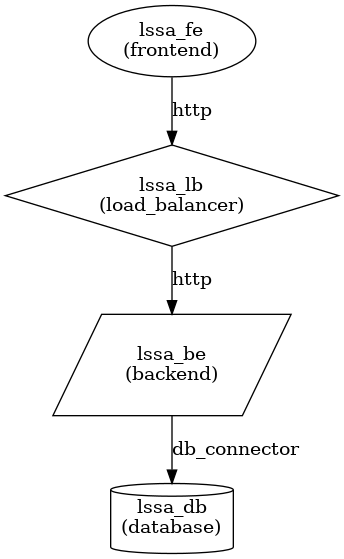 lssa_fe
(frontend)
http
lssa_lb
(load_balancer)
http
lssa_be
(backend)
db_connector
lssa_db
(database)